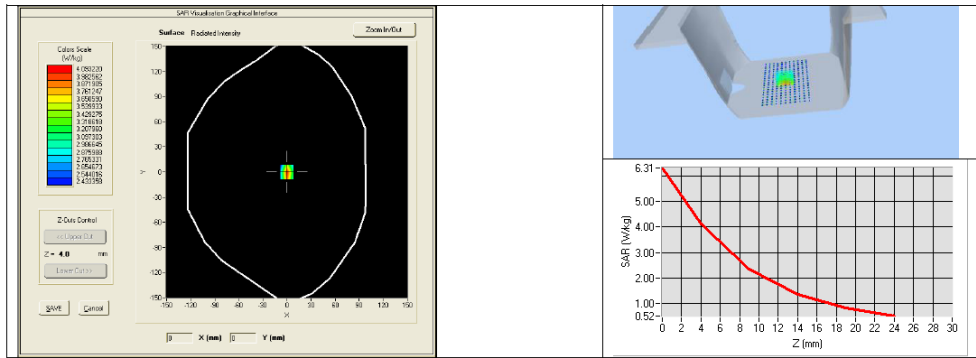 SAR Visualisation Graphical Interface
Surface Radiated Intensity
Zoom In/Out
Colors Scale
(W/kg)
4.093220
3.982562
3.871905
3.761247
3.650590
3.539933
3.429275
3.318618
3.207960
3.097303
2.986645
2.875988
2.765331
2.654673
2.544016
2.433358
Z-Cuts Control
<< Upper Cut
Z = 4.0 mm
Lower Cut >>
SAVE Cancel
150
120
90
60
30
0
-30
-60
-90
-120
-150
Y
-150 -120 -90 -60 -30 0 30 60 90 120 150
X
X (mm) Y (mm)
6.31
5.00
4.00
3.00
2.00
1.00
0.52
SAR (W/kg)
0 2 4 6 8 10 12 14 16 18 20 22 24 26 28 30
Z (mm)